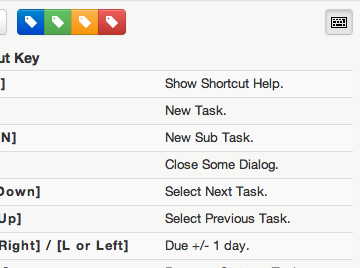 ut Key
] Show Shortcut Help.
New Task.
N] New Sub Task.
Close Some Dialog.
Down] Select Next Task.
Up] Select Previous Task.
Right] / [L or Left] Due +/- 1 day.